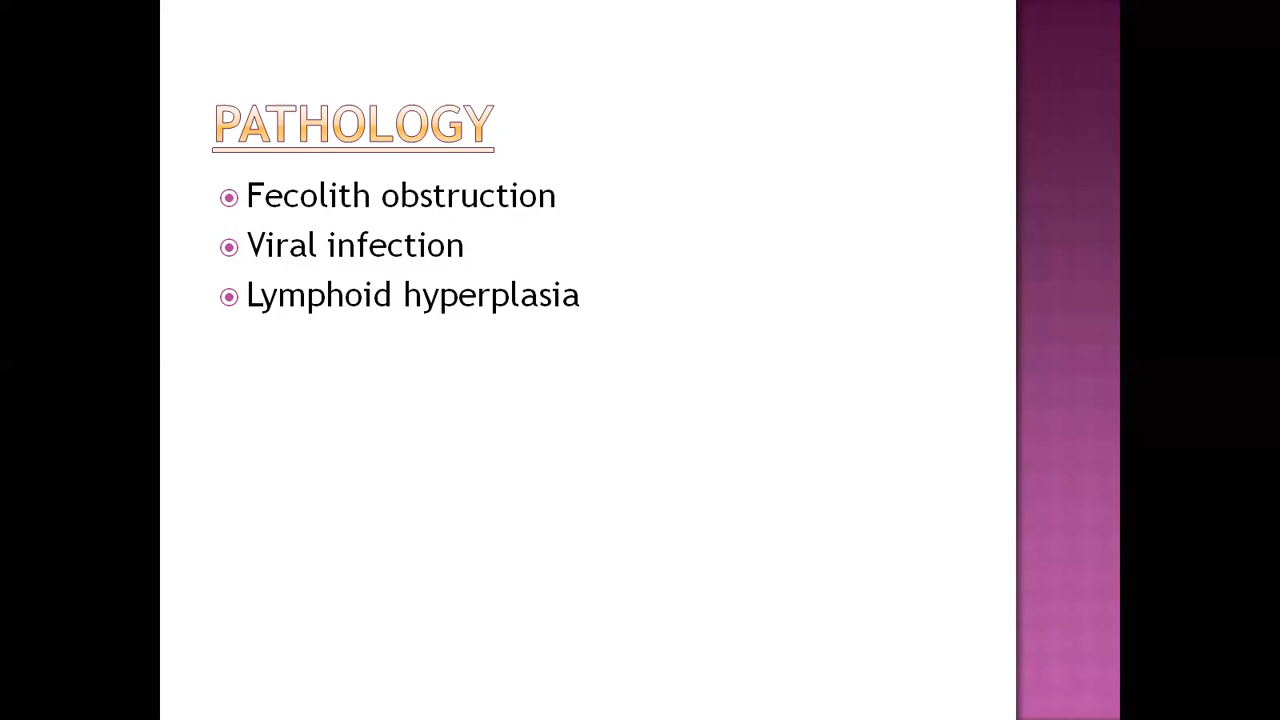 PATHOLOGY
Fecolith obstruction
Viral infection
Lymphoid hyperplasia